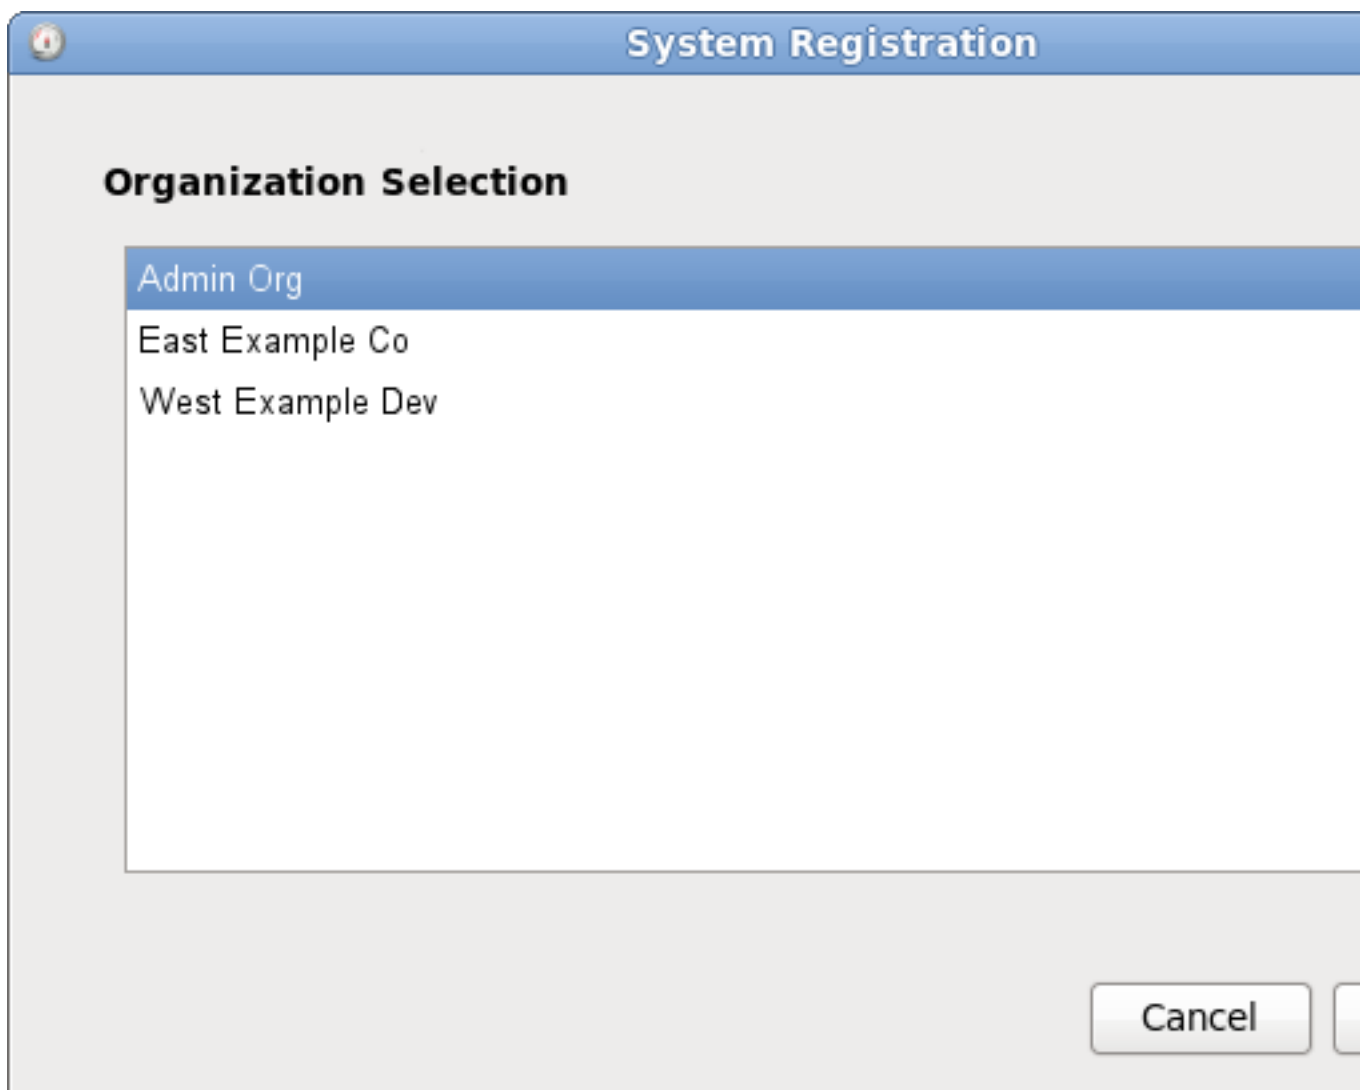 System Registration
Organization Selection
Admin Org
East Example Co
West Example Dev
Cancel